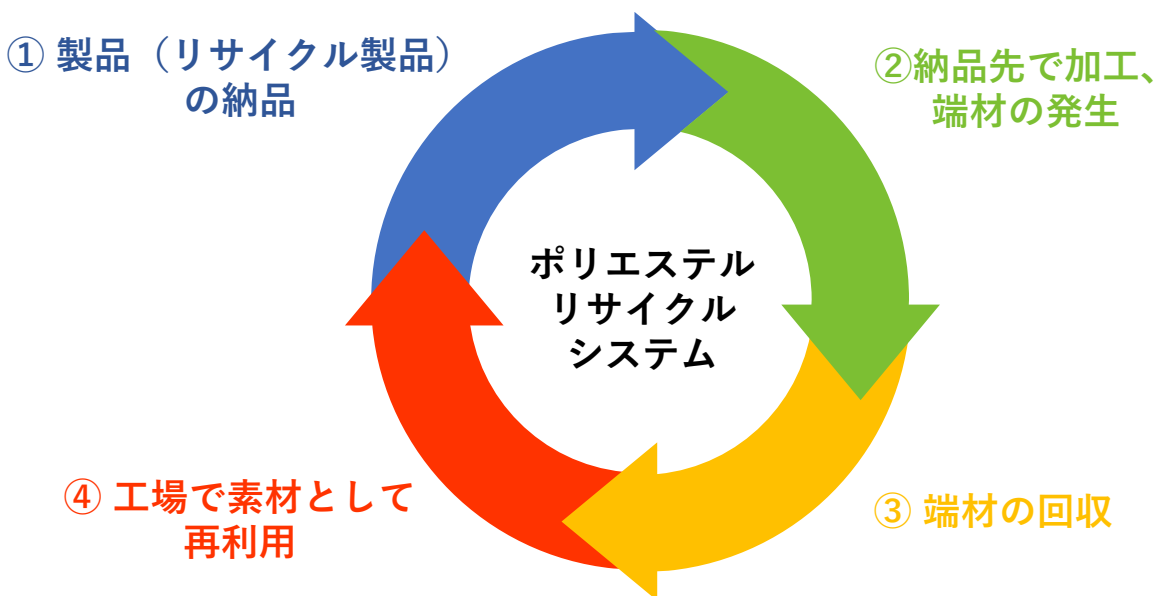 ① 製品（リサイクル製品）
の納品
②納品先で加工、
端材の発生
ポリエステル
リサイクル
システム
④ 工場で素材として
再利用
③ 端材の回収